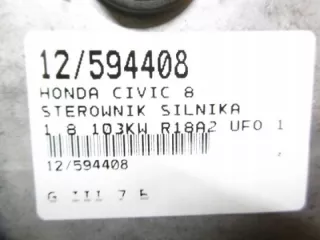 12/594408
HONDA CIVIC 8
STEROWNIK SILNIKA
1 8 103KW R18A2 UFO 1
12/594408
G III 7 E